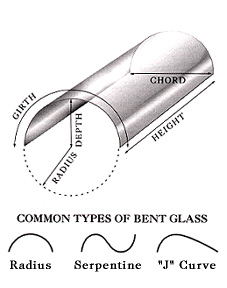 CHORD
GIRTH
DEPTH
HEIGHT
RADIUS
COMMON TYPES OF BENT GLASS
Radius Serpentine "J" Curve